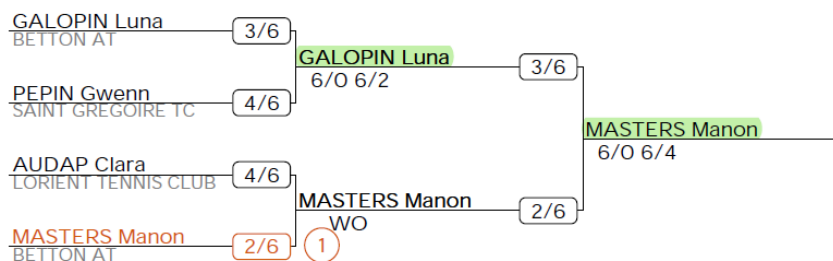 GALOPIN Luna
BETTON AT
3/6
GALOPIN Luna
6/0 6/2
3/6
PEPIN Gwenn
SAINT GREGOIRE TC
4/6
MASTERS Manon
6/0 6/4
AUDAP Clara
LORIENT TENNIS CLUB
4/6
MASTERS Manon
WO
2/6
MASTERS Manon
BETTON AT
2/6
1